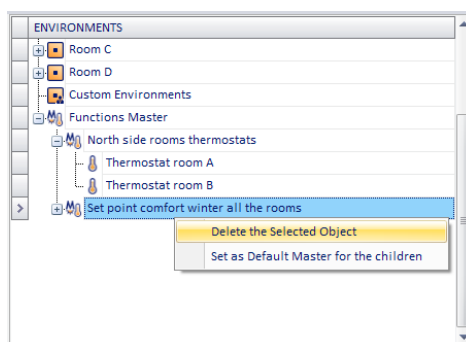 ENVIRONMENTS
Room C
Room D
Custom Environments
Functions Master
North side rooms thermostats
Thermostat room A
Thermostat room B
Set point comfort winter all the rooms
Delete the Selected Object
Set as Default Master for the children